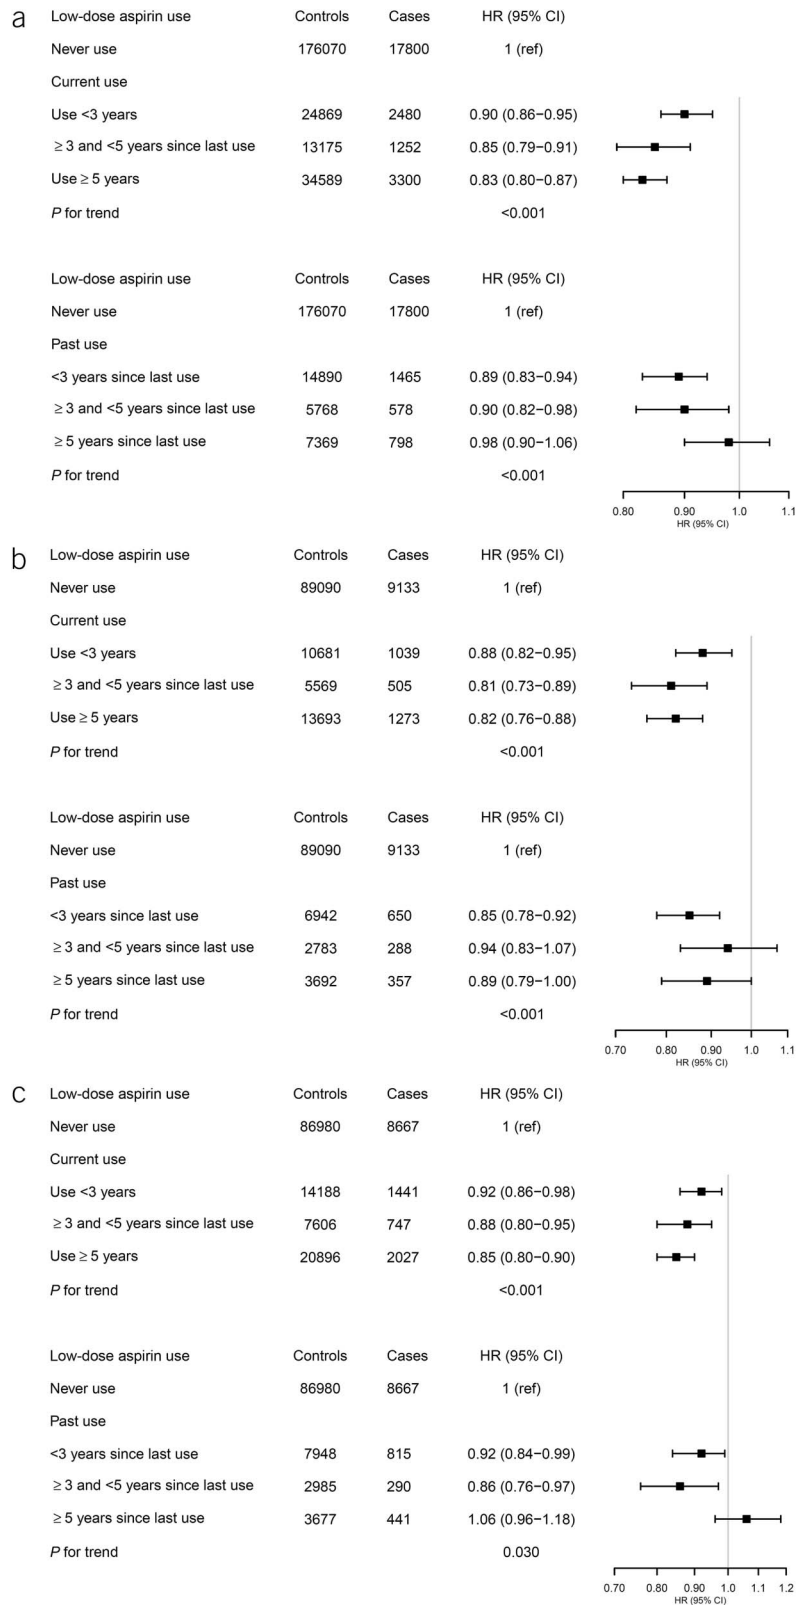 a
Low-dose aspirin use Controls Cases HR (95% CI)
Never use 176070 17800 1 (ref)
Current use
Use <3 years 24869 2480 0.90 (0.86−0.95)
≥ 3 and <5 years since last use 13175 1252 0.85 (0.79−0.91)
Use ≥ 5 years 34589 3300 0.83 (0.80−0.87)
P for trend <0.001
Low-dose aspirin use Controls Cases HR (95% CI)
Never use 176070 17800 1 (ref)
Past use
<3 years since last use 14890 1465 0.89 (0.83−0.94)
≥ 3 and <5 years since last use 5768 578 0.90 (0.82−0.98)
≥ 5 years since last use 7369 798 0.98 (0.90−1.06)
P for trend <0.001
0.80 0.90 1.0 1.1
HR (95% CI)
b
Low-dose aspirin use Controls Cases HR (95% CI)
Never use 89090 9133 1 (ref)
Current use
Use <3 years 10681 1039 0.88 (0.82−0.95)
≥ 3 and <5 years since last use 5569 505 0.81 (0.73−0.89)
Use ≥ 5 years 13693 1273 0.82 (0.76−0.88)
P for trend <0.001
Low-dose aspirin use Controls Cases HR (95% CI)
Never use 89090 9133 1 (ref)
Past use
<3 years since last use 6942 650 0.85 (0.78−0.92)
≥ 3 and <5 years since last use 2783 288 0.94 (0.83−1.07)
≥ 5 years since last use 3692 357 0.89 (0.79−1.00)
P for trend <0.001
0.70 0.80 0.90 1.0 1.1
HR (95% CI)
c
Low-dose aspirin use Controls Cases HR (95% CI)
Never use 86980 8667 1 (ref)
Current use
Use <3 years 14188 1441 0.92 (0.86−0.98)
≥ 3 and <5 years since last use 7606 747 0.88 (0.80−0.95)
Use ≥ 5 years 20896 2027 0.85 (0.80−0.90)
P for trend <0.001
Low-dose aspirin use Controls Cases HR (95% CI)
Never use 86980 8667 1 (ref)
Past use
<3 years since last use 7948 815 0.92 (0.84−0.99)
≥ 3 and <5 years since last use 2985 290 0.86 (0.76−0.97)
≥ 5 years since last use 3677 441 1.06 (0.96−1.18)
P for trend 0.030
0.70 0.80 0.90 1.0 1.1 1.2
HR (95% CI)